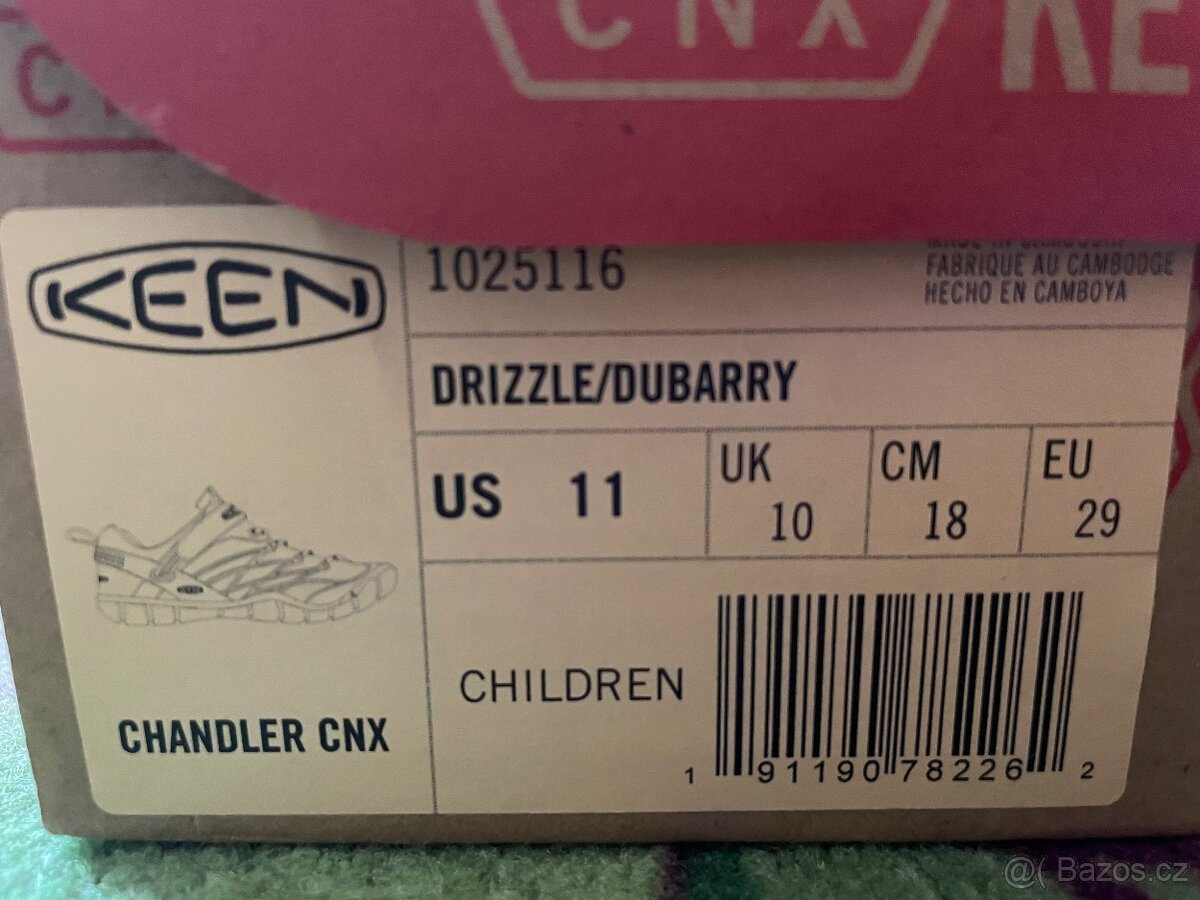 CNX
KE
C
KEEN
1025116
FABRIQUÉ AU CAMBODGE
HECHO EN CAMBOYA
DRIZZLE/DUBARRY
US 11
UK 10
CM 18
EU 29
CHILDREN
CHANDLER CNX
1 91190 78226 2
@( Bazos.cz